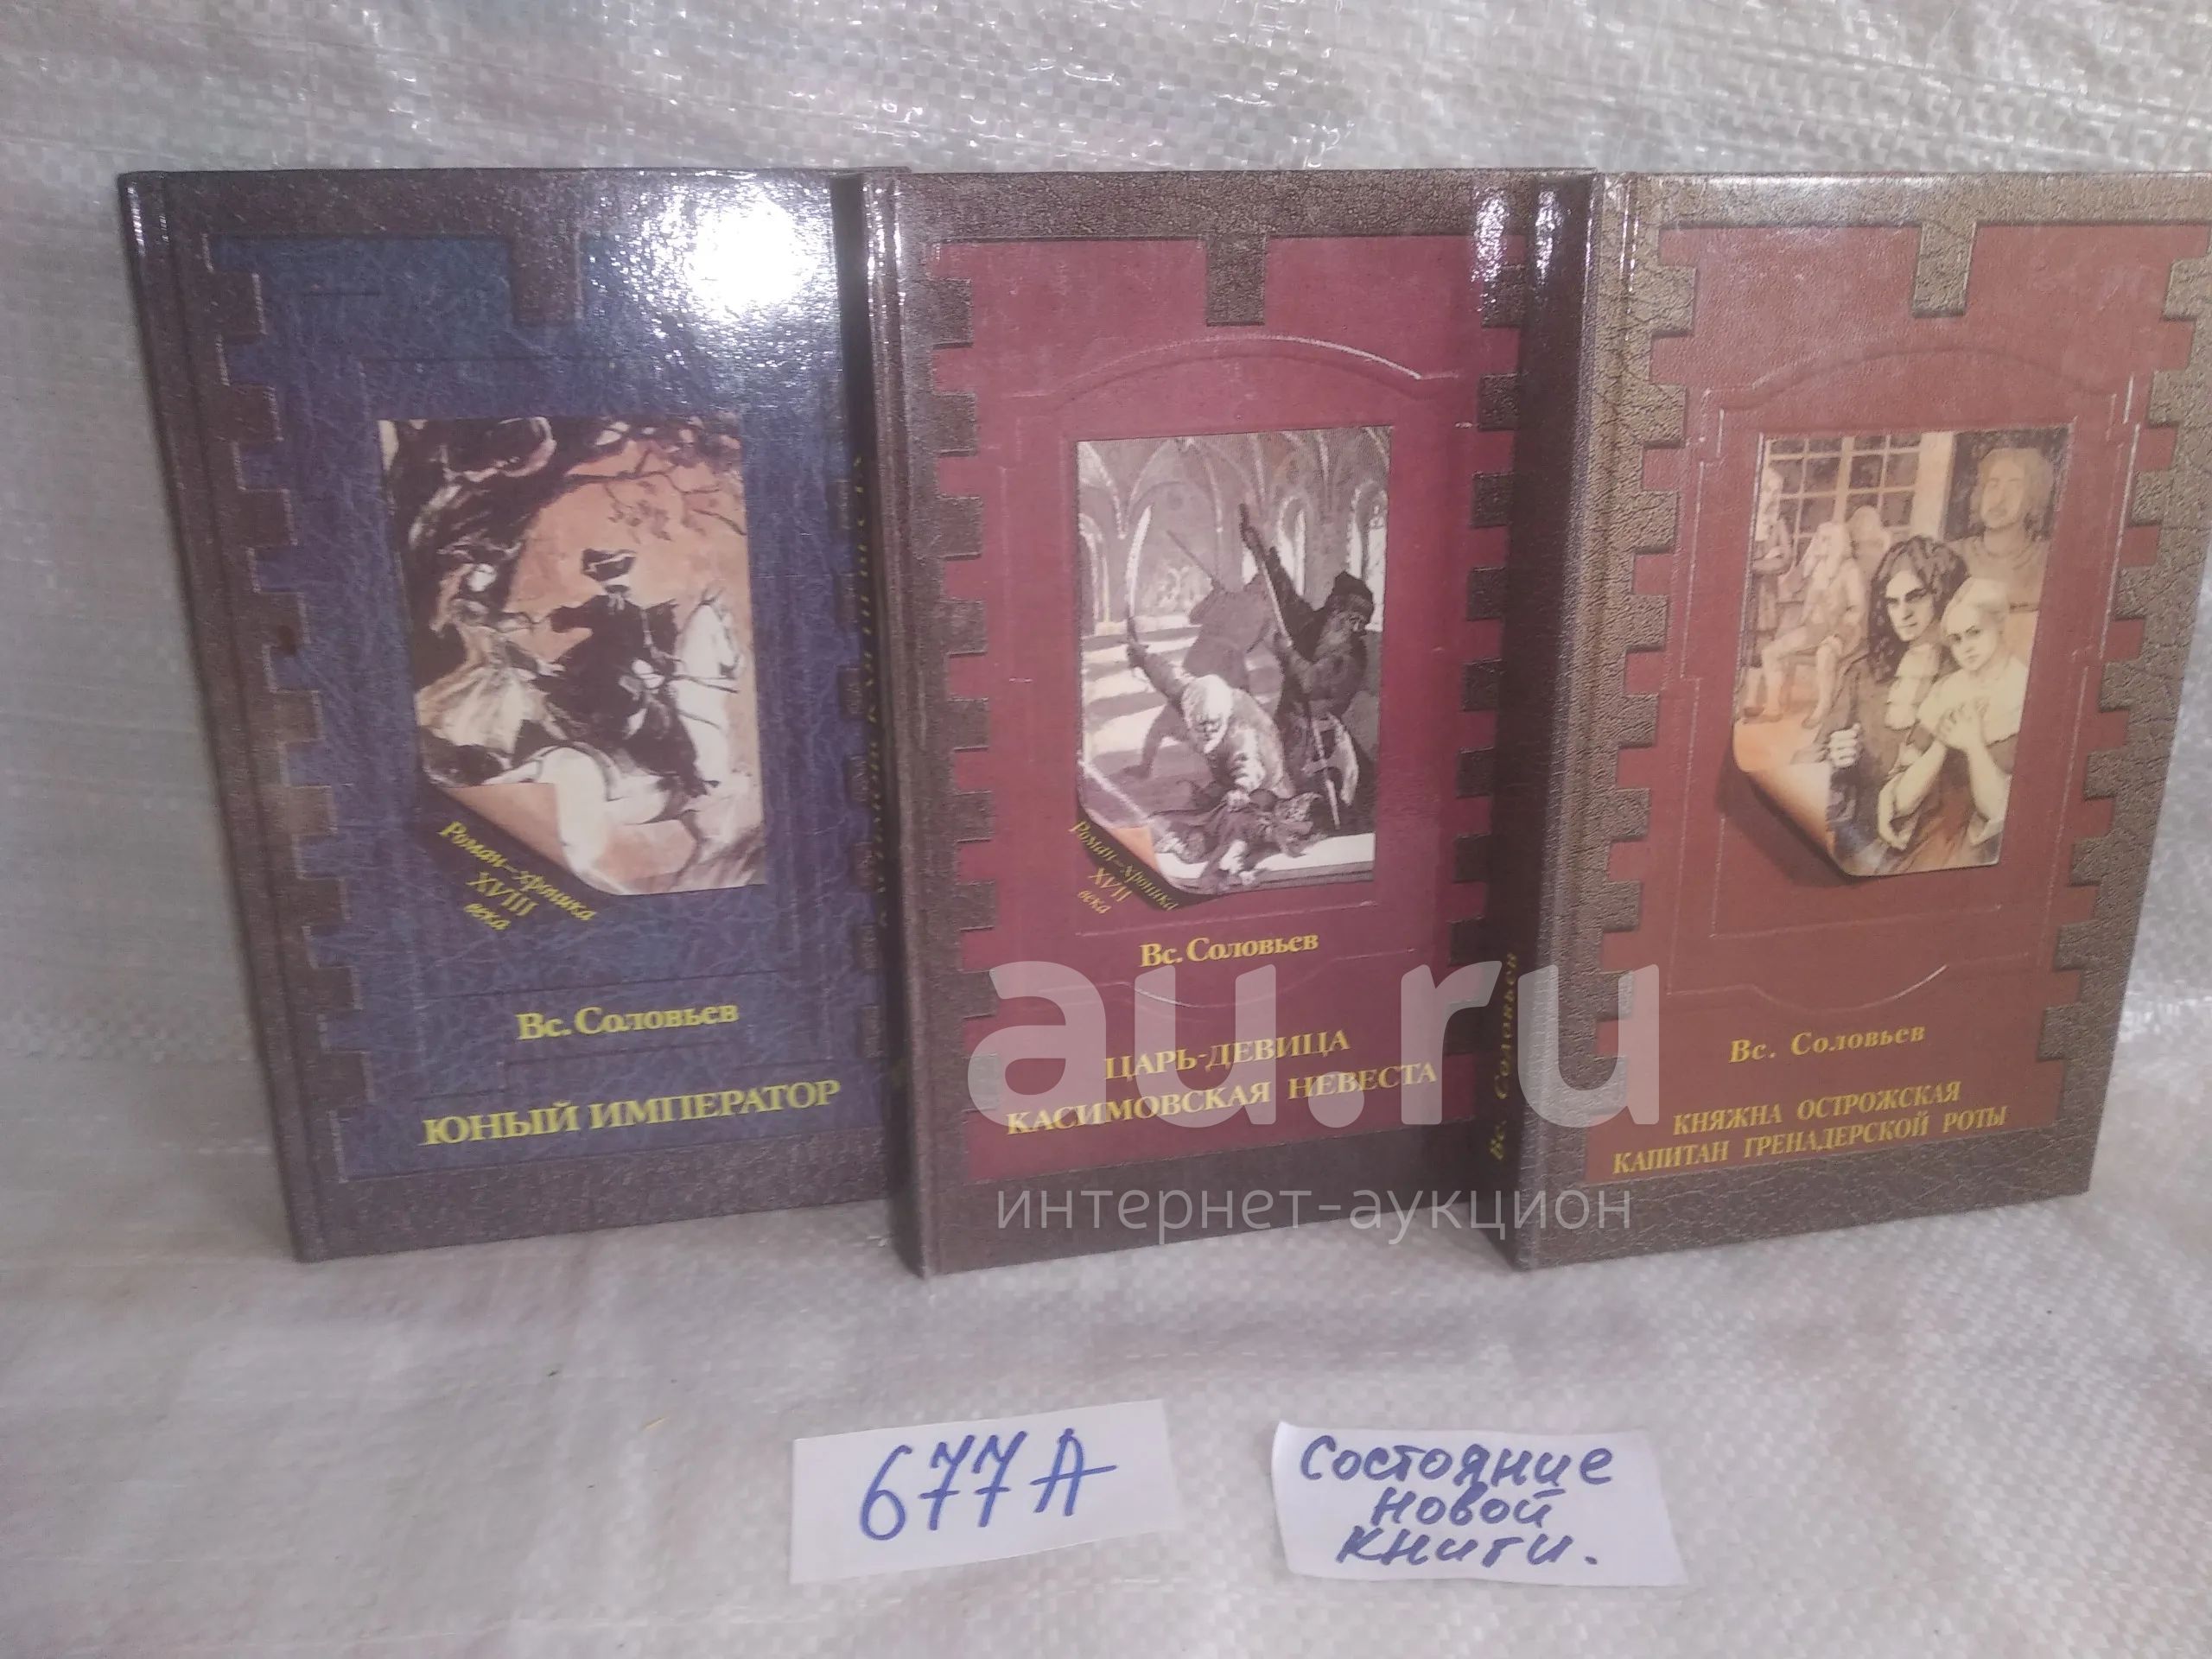 Роман-хроника
XVIII
века
Вс. Соловьев
ЮНЫЙ ИМПЕРАТОР
Роман-хроника
XVII
века
Вс. Соловьев
ЦАРЬ-ДЕВИЦА
КАСИМОВСКАЯ НЕВЕСТА
Вс. Соловьев
Вс. Соловьев
КНЯЖНА ОСТРОЖСКАЯ
КАПИТАН ГРЕНАДЕРСКОЙ РОТЫ
au.ru
интернет-аукцион
677А
Состояние
новой
книги.